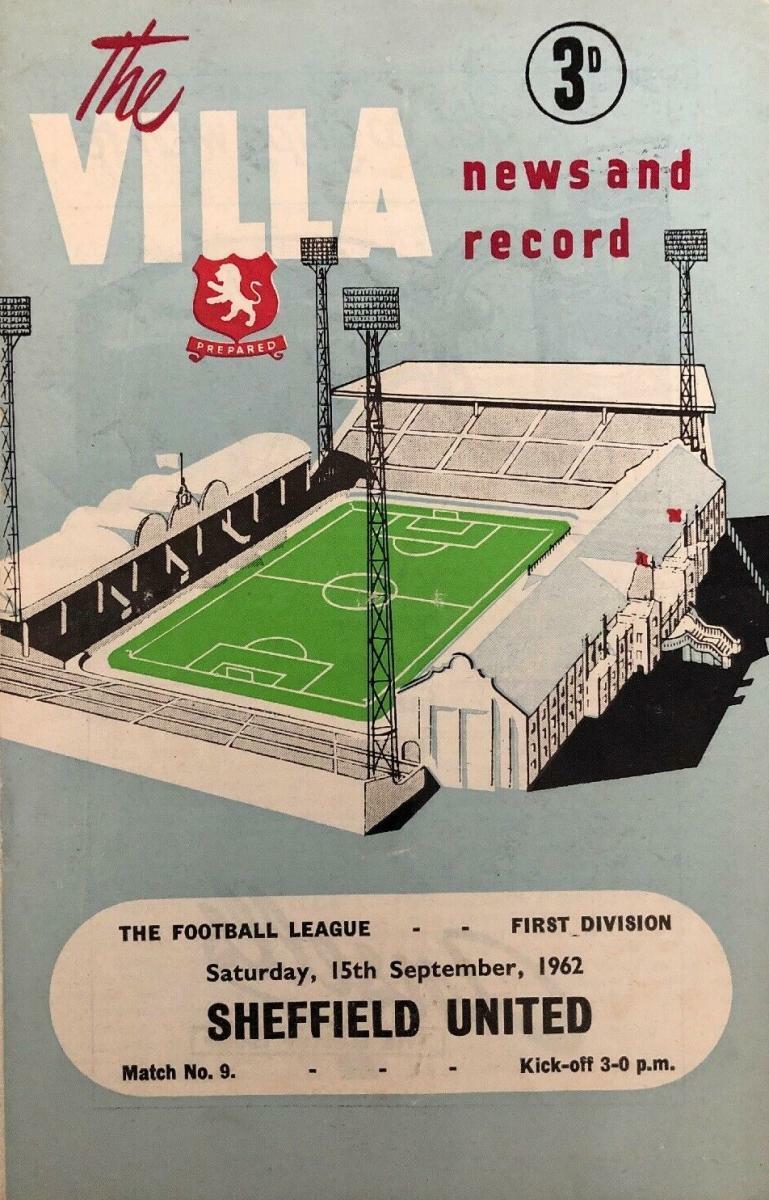 The
VILLA
3D
news and
record
PREPARED
THE FOOTBALL LEAGUE - - FIRST DIVISION
Saturday, 15th September, 1962
SHEFFIELD UNITED
Match No. 9. - - - Kick-off 3-0 p.m.